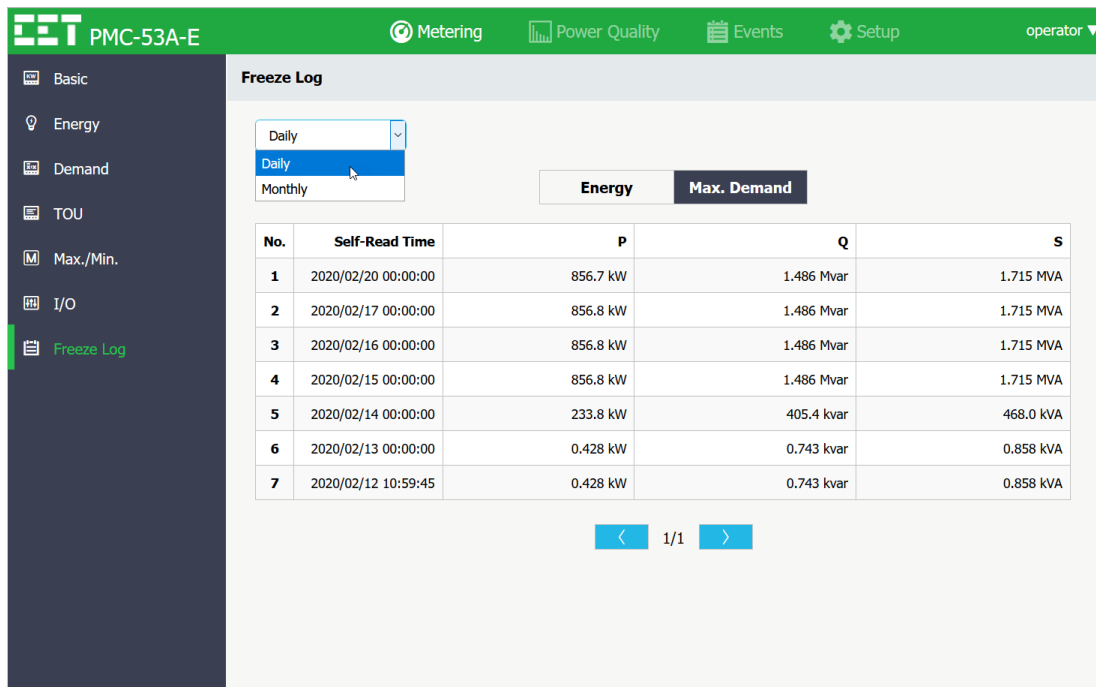 CET PMC-53A-E Metering Power Quality Events Setup operator
Basic
Energy
Demand
TOU
Max./Min.
I/O
Freeze Log
Freeze Log
Daily
Daily
Monthly
Energy Max. Demand
No. Self-Read Time P Q S
1 2020/02/20 00:00:00 856.7 kW 1.486 Mvar 1.715 MVA
2 2020/02/17 00:00:00 856.8 kW 1.486 Mvar 1.715 MVA
3 2020/02/16 00:00:00 856.8 kW 1.486 Mvar 1.715 MVA
4 2020/02/15 00:00:00 856.8 kW 1.486 Mvar 1.715 MVA
5 2020/02/14 00:00:00 233.8 kW 405.4 kvar 468.0 kVA
6 2020/02/13 00:00:00 0.428 kW 0.743 kvar 0.858 kVA
7 2020/02/12 10:59:45 0.428 kW 0.743 kvar 0.858 kVA
1/1